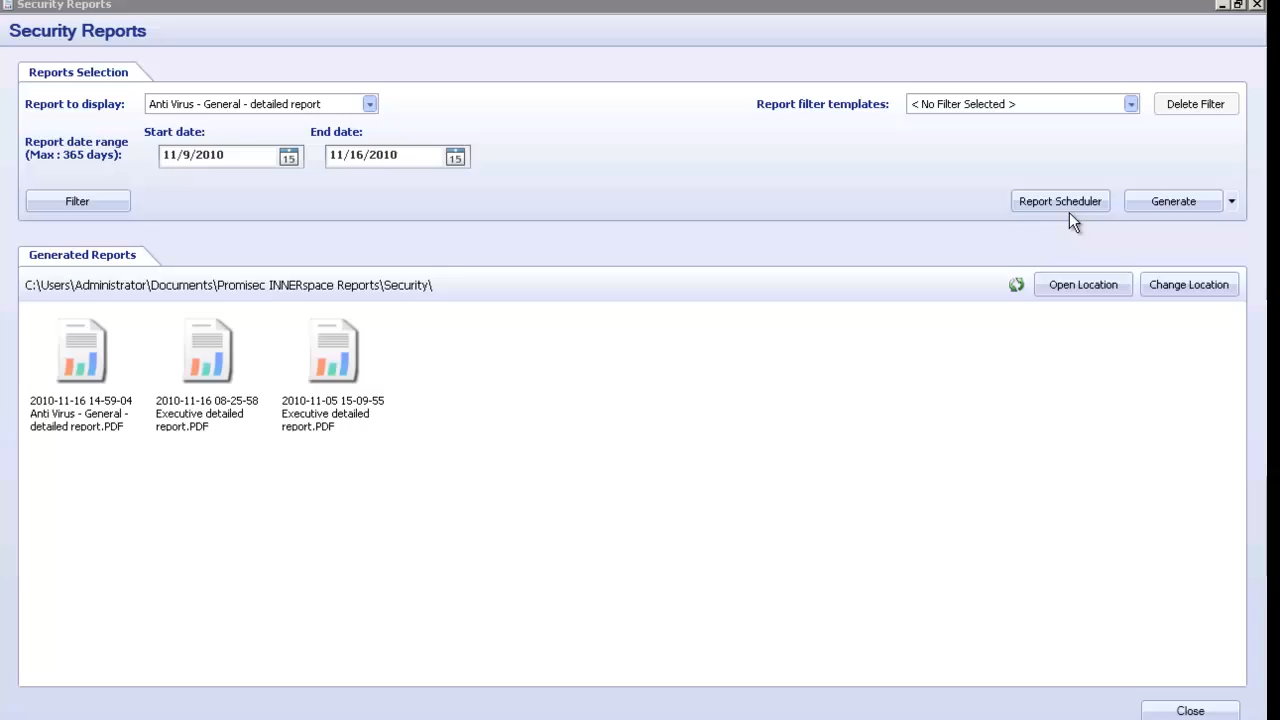 Security Reports
Security Reports
Reports Selection
Report to display:
Anti Virus - General - detailed report
Report filter templates:
< No Filter Selected >
Delete Filter
Start date:
End date:
Report date range
(Max : 365 days):
11/9/2010
15
11/16/2010
15
Filter
Report Scheduler
Generate
Generated Reports
C:\Users\Administrator\Documents\Promisec INNERspace Reports\Security\
Open Location
Change Location
2010-11-16 14-59-04
Anti Virus - General -
detailed report.PDF
2010-11-16 08-25-58
Executive detailed
report.PDF
2010-11-05 15-09-55
Executive detailed
report.PDF
Close